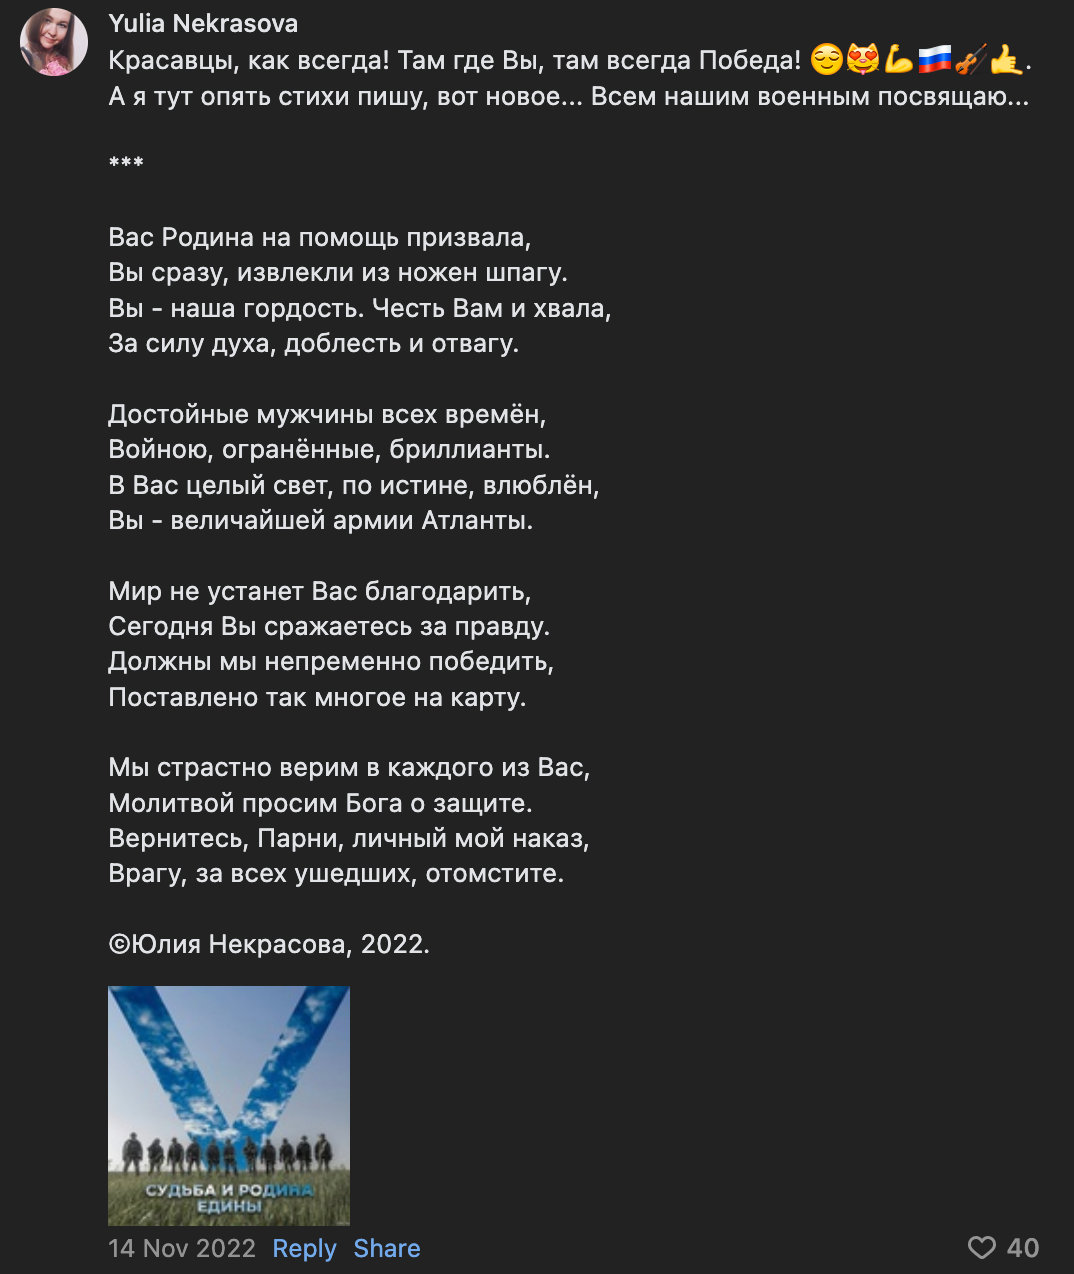 Yulia Nekrasova
Красавцы, как всегда! Там где Вы, там всегда Победа! 😌😻💪🇷🇺🎻🤙.
А я тут опять стихи пишу, вот новое... Всем нашим военным посвящаю...
***
Вас Родина на помощь призвала,
Вы сразу, извлекли из ножен шпагу.
Вы - наша гордость. Честь Вам и хвала,
За силу духа, доблесть и отвагу.
Достойные мужчины всех времён,
Войною, огранённые, бриллианты.
В Вас целый свет, по истине, влюблён,
Вы - величайшей армии Атланты.
Мир не устанет Вас благодарить,
Сегодня Вы сражаетесь за правду.
Должны мы непременно победить,
Поставлено так многое на карту.
Мы страстно верим в каждого из Вас,
Молитвой просим Бога о защите.
Вернитесь, Парни, личный мой наказ,
Врагу, за всех ушедших, отомстите.
©Юлия Некрасова, 2022.
СУДЬБА И РОДИНА
ЕДИНЫ
14 Nov 2022 Reply Share 40